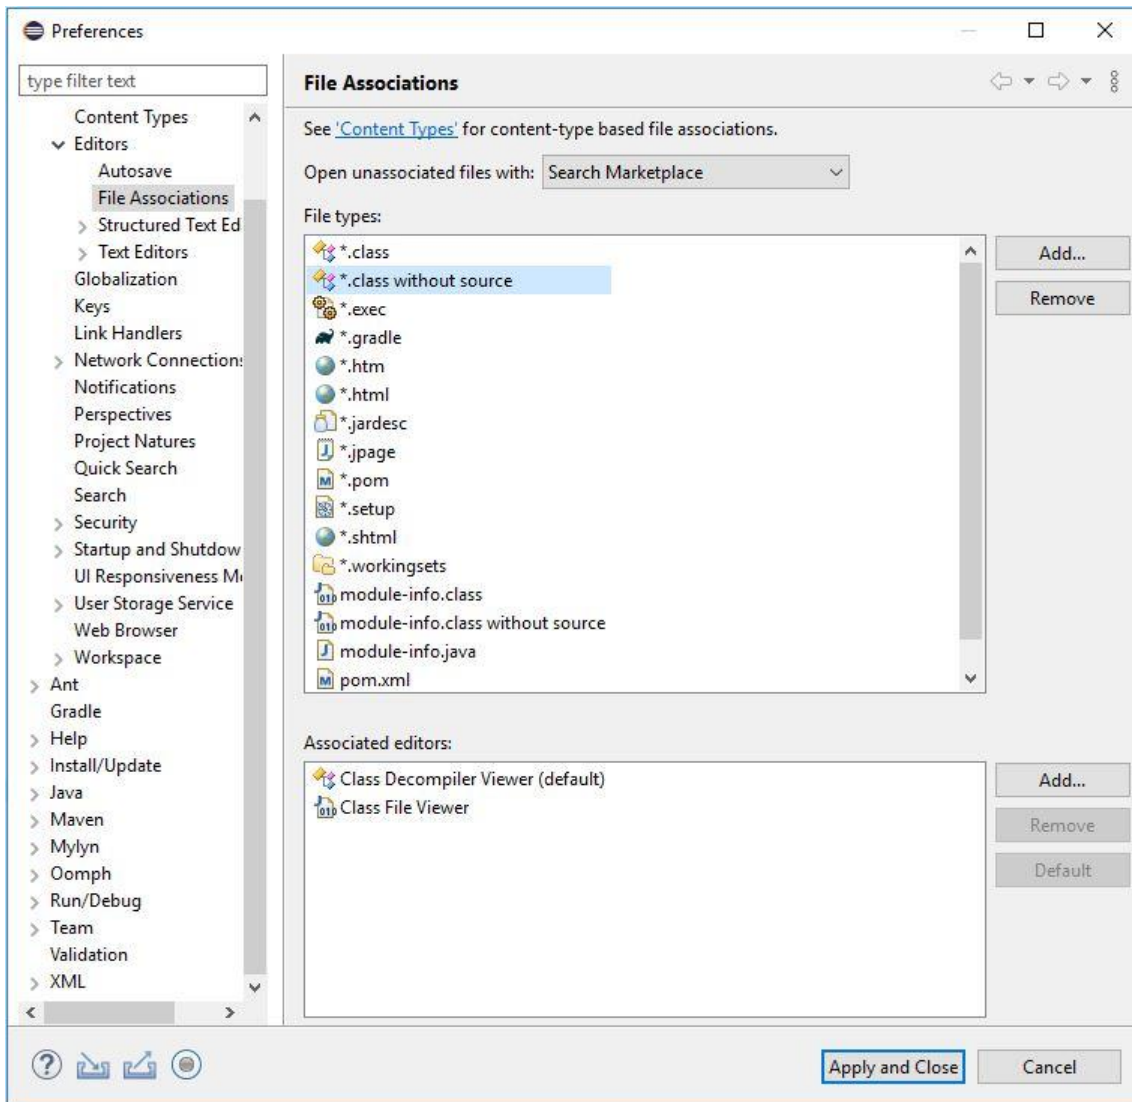 Preferences
type filter text
Content Types
Editors
Autosave
File Associations
Structured Text Ed
Text Editors
Globalization
Keys
Link Handlers
Network Connection
Notifications
Perspectives
Project Natures
Quick Search
Search
Security
Startup and Shutdow
UI Responsiveness M
User Storage Service
Web Browser
Workspace
Ant
Gradle
Help
Install/Update
Java
Maven
Mylyn
Oomph
Run/Debug
Team
Validation
XML
File Associations
See 'Content Types' for content-type based file associations.
Open unassociated files with: Search Marketplace
File types:
*.class
*.class without source
*.exec
*.gradle
*.htm
*.html
*.jardesc
*.jpage
*.pom
*.setup
*.shtml
*.workingsets
module-info.class
module-info.class without source
module-info.java
pom.xml
Add...
Remove
Associated editors:
Class Decompiler Viewer (default)
Class File Viewer
Add...
Remove
Default
Apply and Close
Cancel